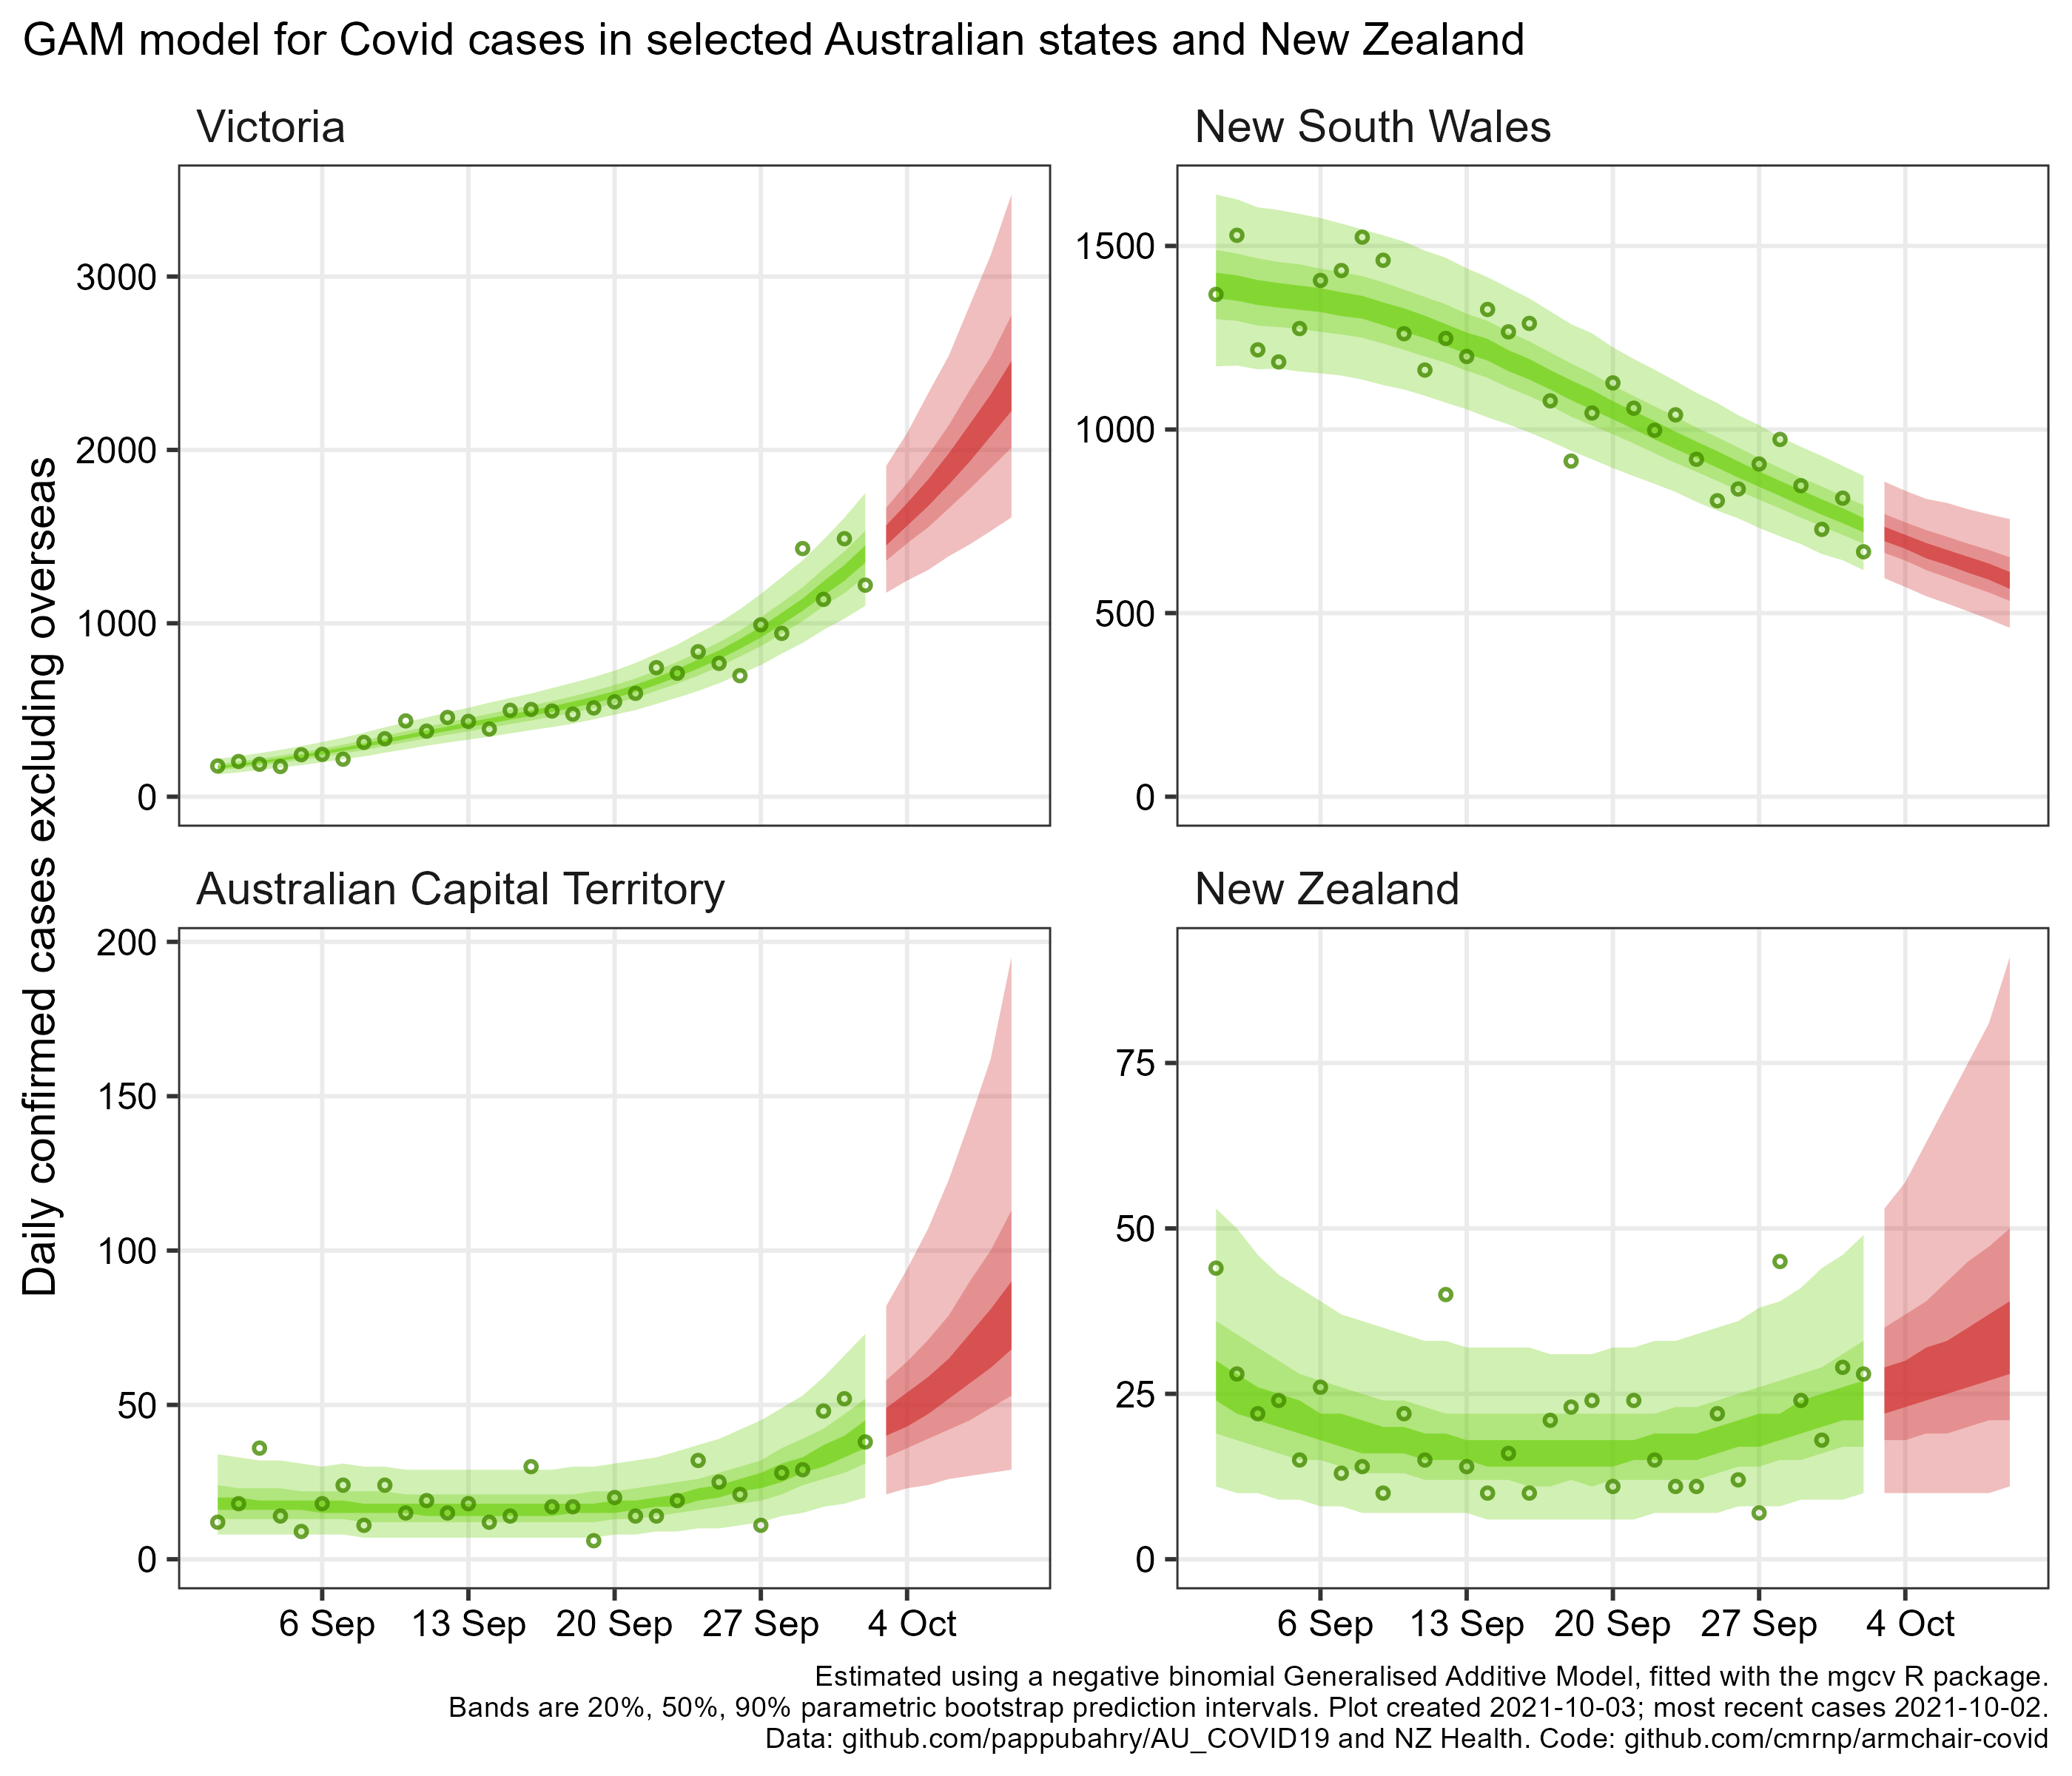 GAM model for Covid cases in selected Australian states and New Zealand
Daily confirmed cases excluding overseas
Victoria
3000
2000
1000
0
New South Wales
1500
1000
500
0
Australian Capital Territory
200
150
100
50
0
6 Sep 13 Sep 20 Sep 27 Sep 4 Oct
New Zealand
75
50
25
0
6 Sep 13 Sep 20 Sep 27 Sep 4 Oct
Estimated using a negative binomial Generalised Additive Model, fitted with the mgcv R package.
Bands are 20%, 50%, 90% parametric bootstrap prediction intervals. Plot created 2021-10-03; most recent cases 2021-10-02.
Data: github.com/pappubahry/AU_COVID19 and NZ Health. Code: github.com/cmrnp/armchair-covid